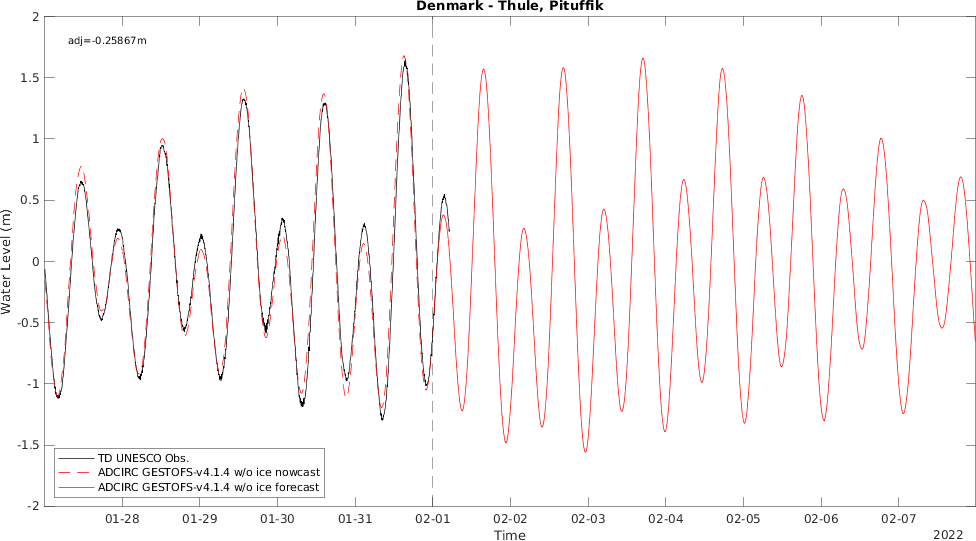 Denmark - Thule, Pituffik
adj=-0.25867m
2
1.5
1
0.5
0
-0.5
-1
-1.5
-2
Water Level (m)
TD UNESCO Obs.
ADCIRC GESTOFS-v4.1.4 w/o ice nowcast
ADCIRC GESTOFS-v4.1.4 w/o ice forecast
01-28 01-29 01-30 01-31 02-01 02-02 02-03 02-04 02-05 02-06 02-07
Time
2022